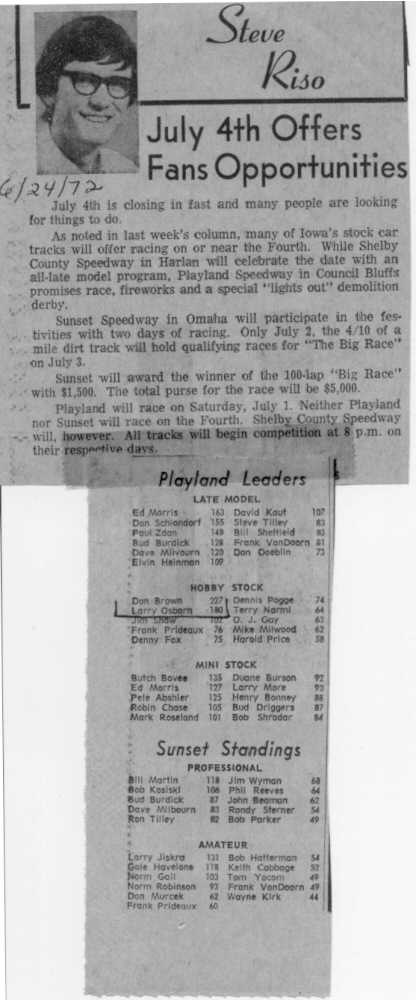 Steve
Riso
July 4th Offers
Fans Opportunities
6/24/72
July 4th is closing in fast and many people are looking
for things to do.
As noted in last week's column, many of Iowa's stock car
tracks will offer racing on or near the Fourth. While Shelby
County Speedway in Harlan will celebrate the date with an
all-late model program, Playland Speedway in Council Bluffs
promises race, fireworks and a special "lights out" demolition
derby.
Sunset Speedway in Omaha will participate in the fes-
tivities with two days of racing. Only July 2, the 4/10 of a
mile dirt track will hold qualifying races for "The Big Race"
on July 3.
Sunset will award the winner of the 100-lap "Big Race"
with $1,500. The total purse for the race will be $5,000.
Playland will race on Saturday, July 1. Neither Playland
nor Sunset will race on the Fourth. Shelby County Speedway
will, however. All tracks will begin competition at 8 p.m. on
their respective days.
Playland Leaders
LATE MODEL
Ed Morris 163 David Kauf 107
Dan Schlondorf 155 Steve Tilley 83
Paul Zdan 149 Bill Sheffield 83
Bud Burdick 128 Frank VanDoorn 81
Dave Milvourn 120 Don Doeblin 73
Elvin Heinman 109
HOBBY STOCK
Don Brown 227 Dennis Pogge 74
Larry Osborn 180 Terry Narmi 64
Jim Shaw 102 O. J. Gay 63
Frank Prideaux 76 Mike Milwood 62
Denny Fox 75 Harold Price 58
MINI STOCK
Butch Bovee 135 Duane Burson 92
Ed Morris 127 Larry More 92
Pete Abshier 125 Henry Bonney 88
Robin Chase 105 Bud Driggers 87
Mark Roseland 101 Bob Shradar 84
Sunset Standings
PROFESSIONAL
Bill Martin 118 Jim Wyman 68
Bob Kosiski 106 Phil Reeves 64
Bud Burdick 87 John Beaman 62
Dave Milbourn 83 Randy Sterner 54
Ron Tilley 82 Bob Parker 49
AMATEUR
Larry Jiskra 131 Bob Hafterman 54
Gale Havelone 118 Keith Cabbage 52
Norm Gail 103 Tom Yocom 49
Norm Robinson 93 Frank VanDoorn 49
Don Murcek 62 Wayne Kirk 44
Frank Prideaux 60